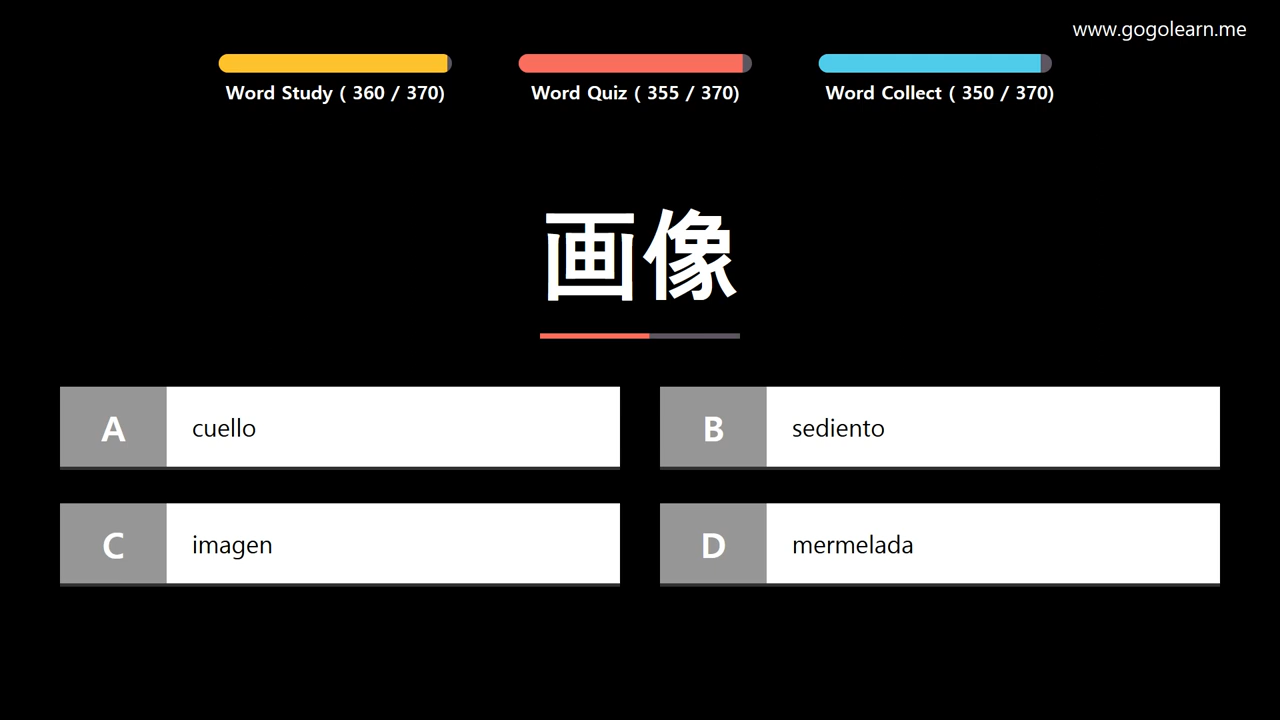 www.gogolearn.me
Word Study ( 360 / 370)
Word Quiz ( 355 / 370)
Word Collect ( 350 / 370)
画像
A cuello
B sediento
C imagen
D mermelada